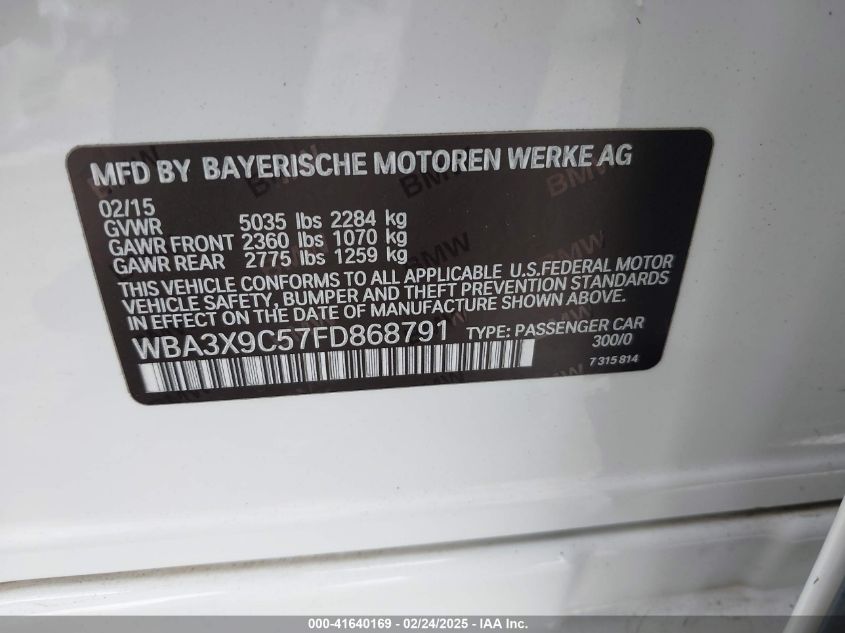 MFD BY BAYERISCHE MOTOREN WERKE AG
02/15
GVWR 5035 lbs 2284 kg
GAWR FRONT 2360 lbs 1070 kg
GAWR REAR 2775 lbs 1259 kg
THIS VEHICLE CONFORMS TO ALL APPLICABLE U.S.FEDERAL MOTOR
VEHICLE SAFETY, BUMPER AND THEFT PREVENTION STANDARDS
IN EFFECT ON THE DATE OF MANUFACTURE SHOWN ABOVE.
WBA3X9C57FD868791 TYPE: PASSENGER CAR
300/0
7 315 814
000-41640169 - 02/24/2025 - IAA Inc.